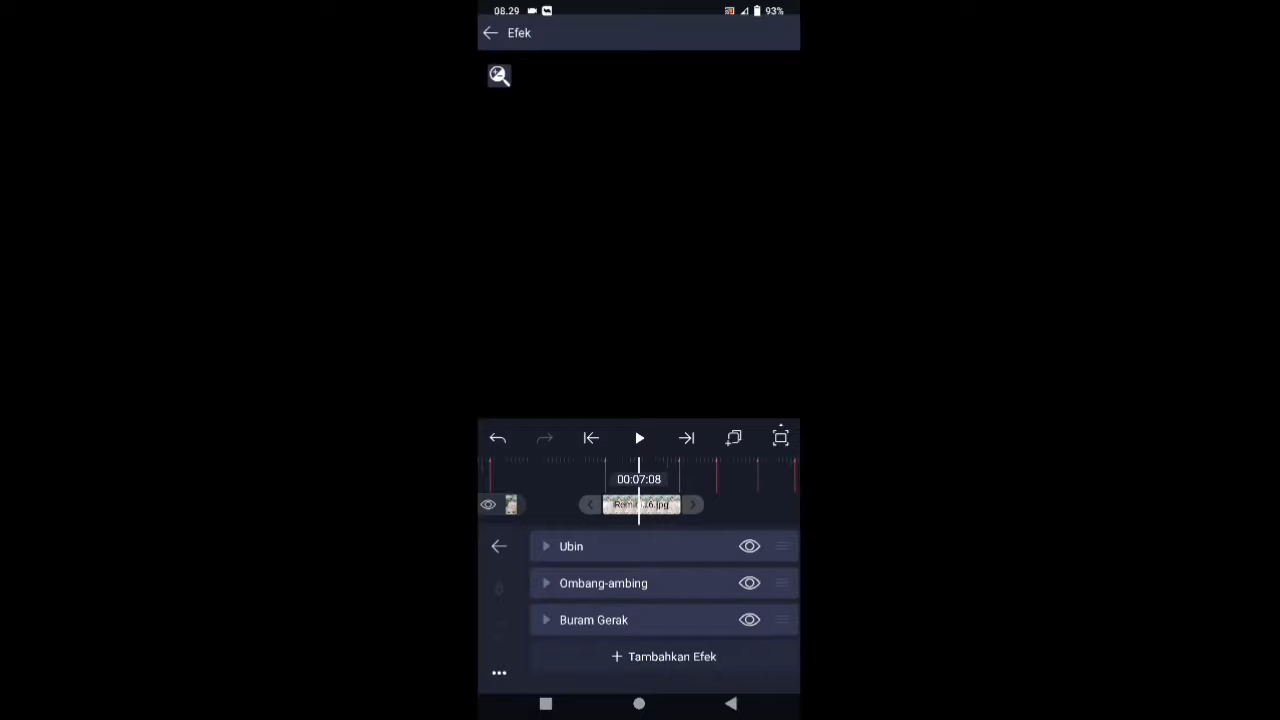 08.29
93%
Efek
00:07:08
Ubin
Ombang-ambing
Buram Gerak
+ Tambahkan Efek